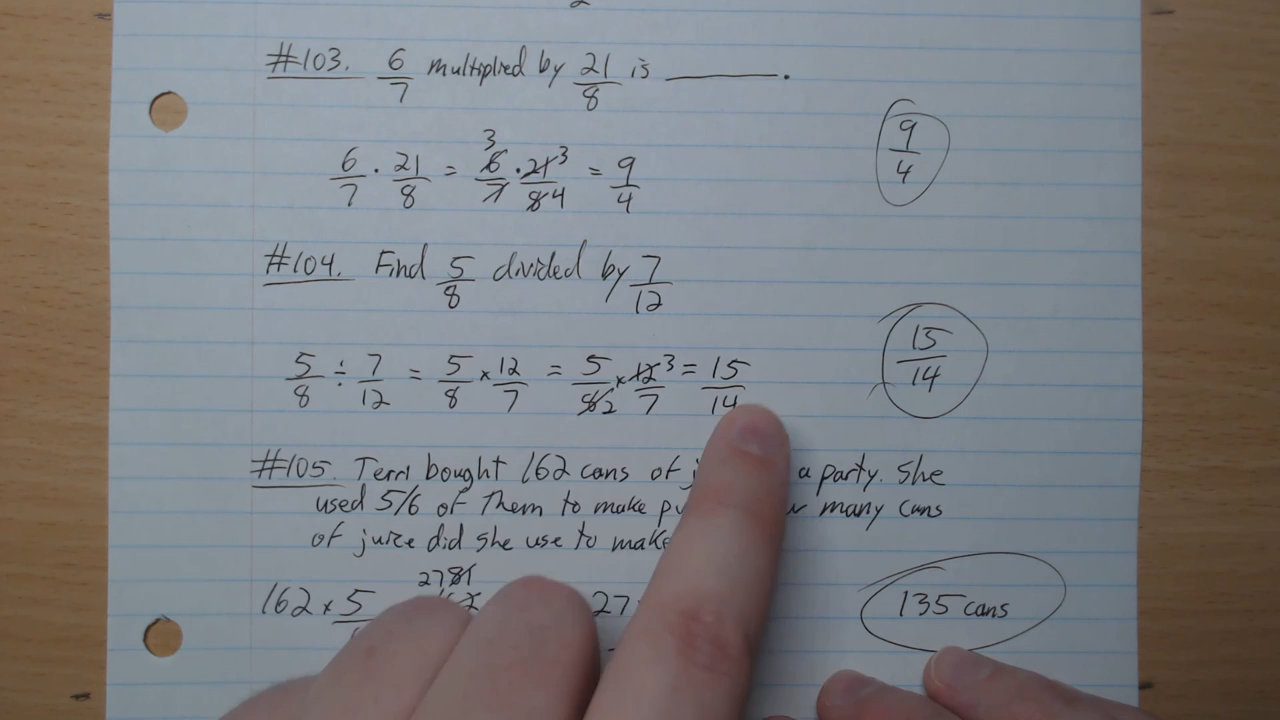 #103. 6/7 multiplied by 21/8 is ______.
9/4
6/7 · 21/8 = 3 6/7 · 21 3/8 4 = 9/4
#104. Find 5/8 divided by 7/12
15/14
5/8 ÷ 7/12 = 5/8 × 12/7 = 5/8 2 × 12 3/7 = 15/14
#105. Terri bought 162 cans of a party. She
used 5/6 of Them to make many cans
of juice did she use to make
27 81
162 × 5 162 27
135 cans